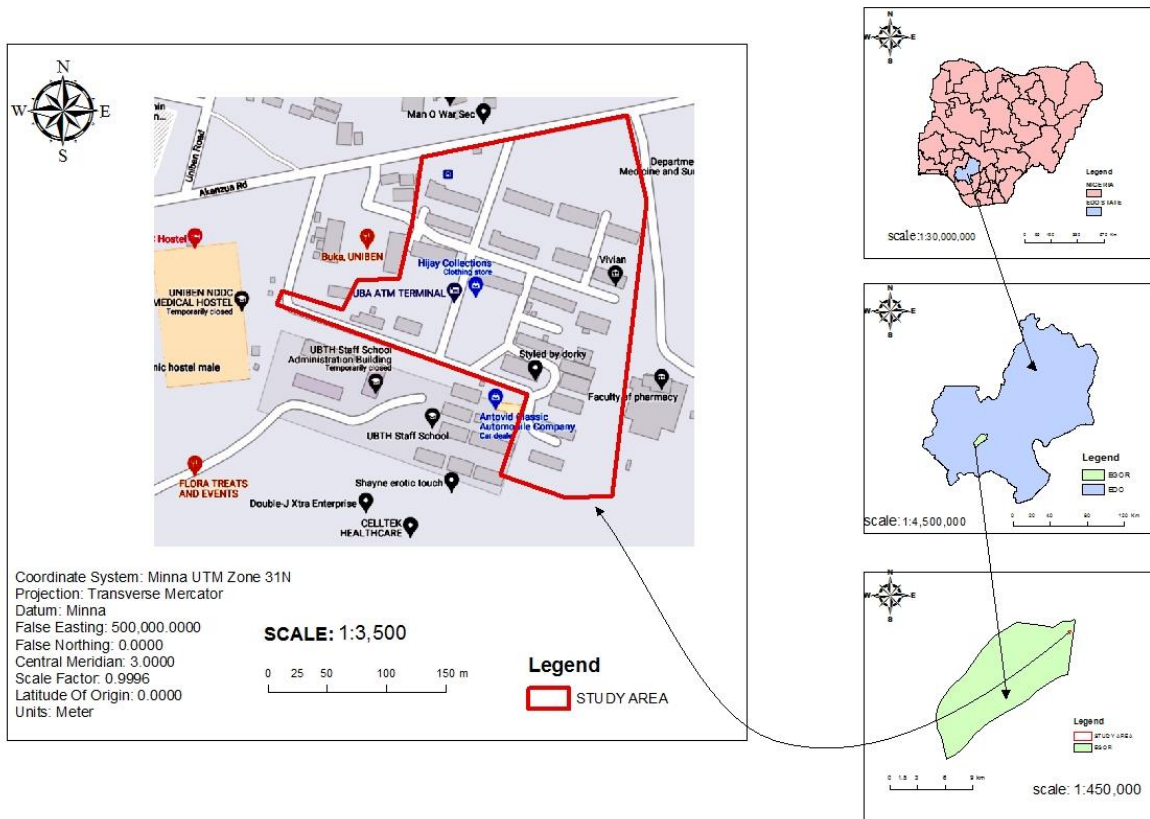 N
W
E
S
min
on...
Uniben Road
Akenzua Rd
Man O War Sec
Department
Medicine and Sur
Hostel
Buka, UNIBEN
Hijay Collections
Clothing store
Vivian
UBA ATM TERMINAL
UNIBEN NDDC
MEDICAL HOSTEL
Temporarily closed
nic hostel male
UBTH Staff School
Administration Building
Temporarily closed
Styled by dorky
Faculty of pharmacy
Antovid Classic
Automobile Company
Car dealer
UBTH Staff School
FLORA TREATS
AND EVENTS
Shayne erotic touch
Double-J Xtra Enterprise
CELLTEK
HEALTHCARE
Coordinate System: Minna UTM Zone 31N
Projection: Transverse Mercator
Datum: Minna
False Easting: 500,000.0000
False Northing: 0.0000
Central Meridian: 3.0000
Scale Factor: 0.9996
Latitude Of Origin: 0.0000
Units: Meter
SCALE: 1:3,500
0 25 50 100 150 m
Legend
STUDY AREA
N
W
E
S
Legend
NIGERIA
EDO STATE
scale:1:30,000,000
Km
N
W
E
S
Legend
EGOR
EDO
0 20 40 80 120 Km
scale: 1:4,500,000
N
W
E
S
Legend
STUDY AREA
EGOR
0 1.5 3 6 9 km
scale: 1:450,000